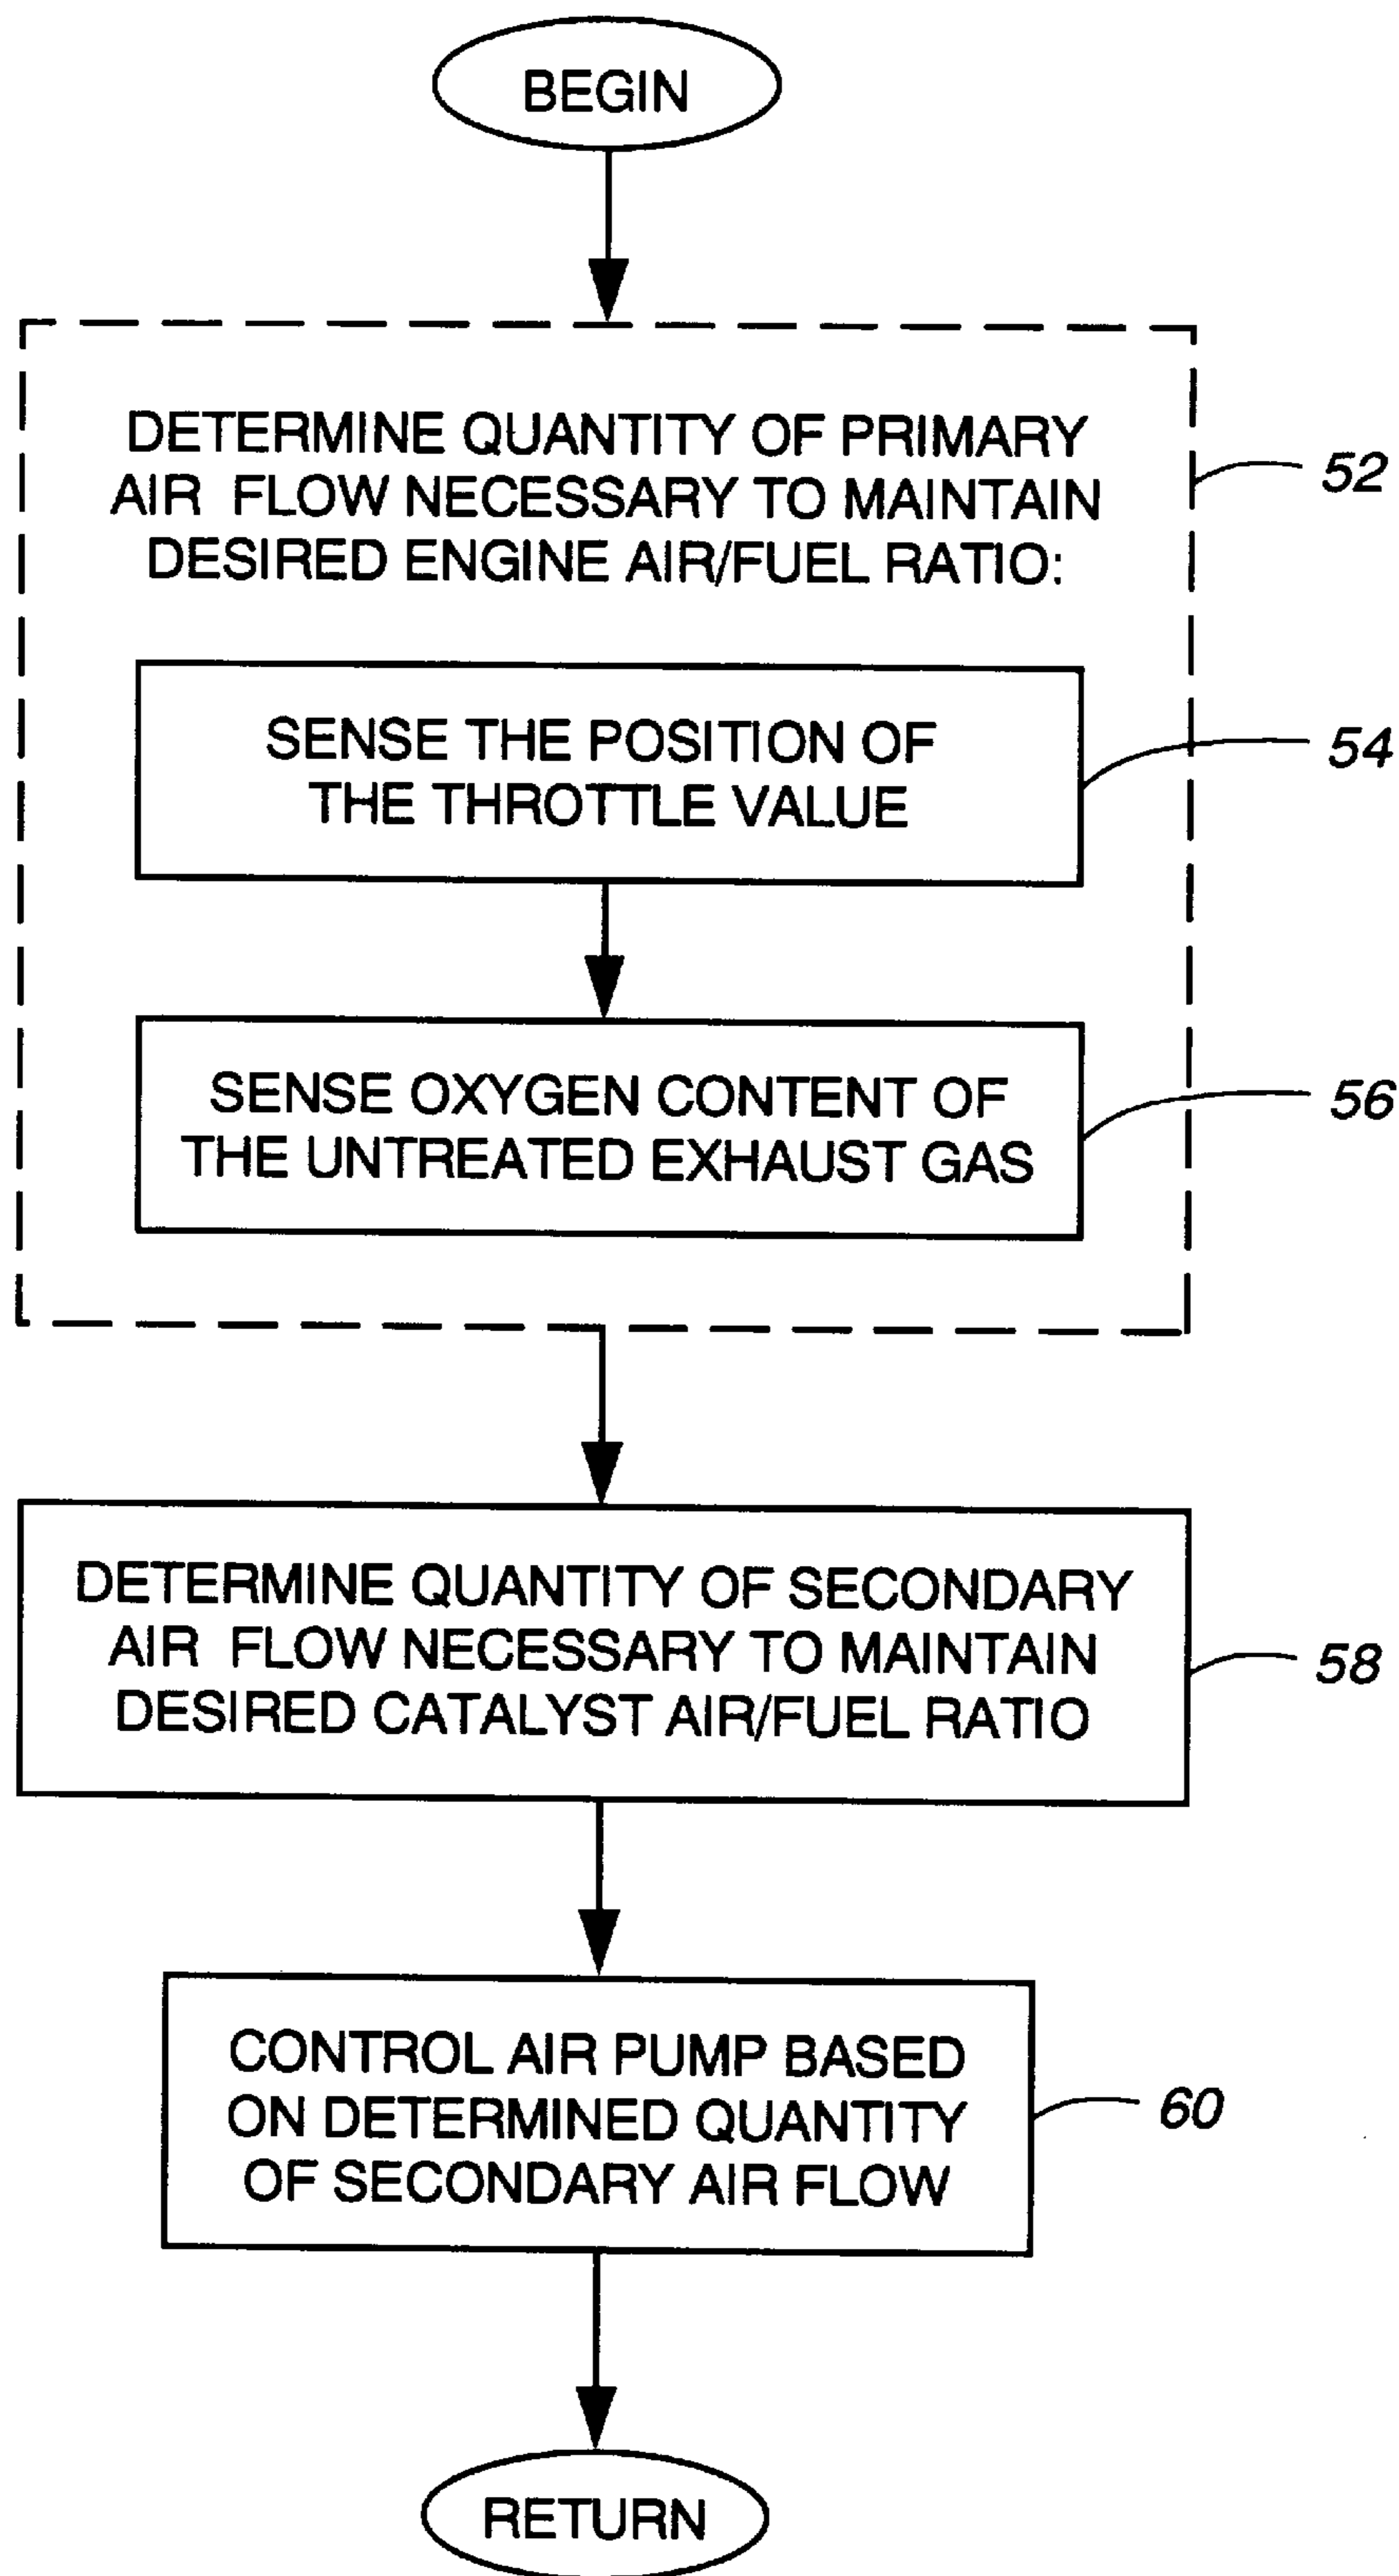 BEGIN
DETERMINE QUANTITY OF PRIMARY
AIR FLOW NECESSARY TO MAINTAIN
DESIRED ENGINE AIR/FUEL RATIO:
52
SENSE THE POSITION OF
THE THROTTLE VALUE
54
SENSE OXYGEN CONTENT OF
THE UNTREATED EXHAUST GAS
56
DETERMINE QUANTITY OF SECONDARY
AIR FLOW NECESSARY TO MAINTAIN
DESIRED CATALYST AIR/FUEL RATIO
58
CONTROL AIR PUMP BASED
ON DETERMINED QUANTITY
OF SECONDARY AIR FLOW
60
RETURN